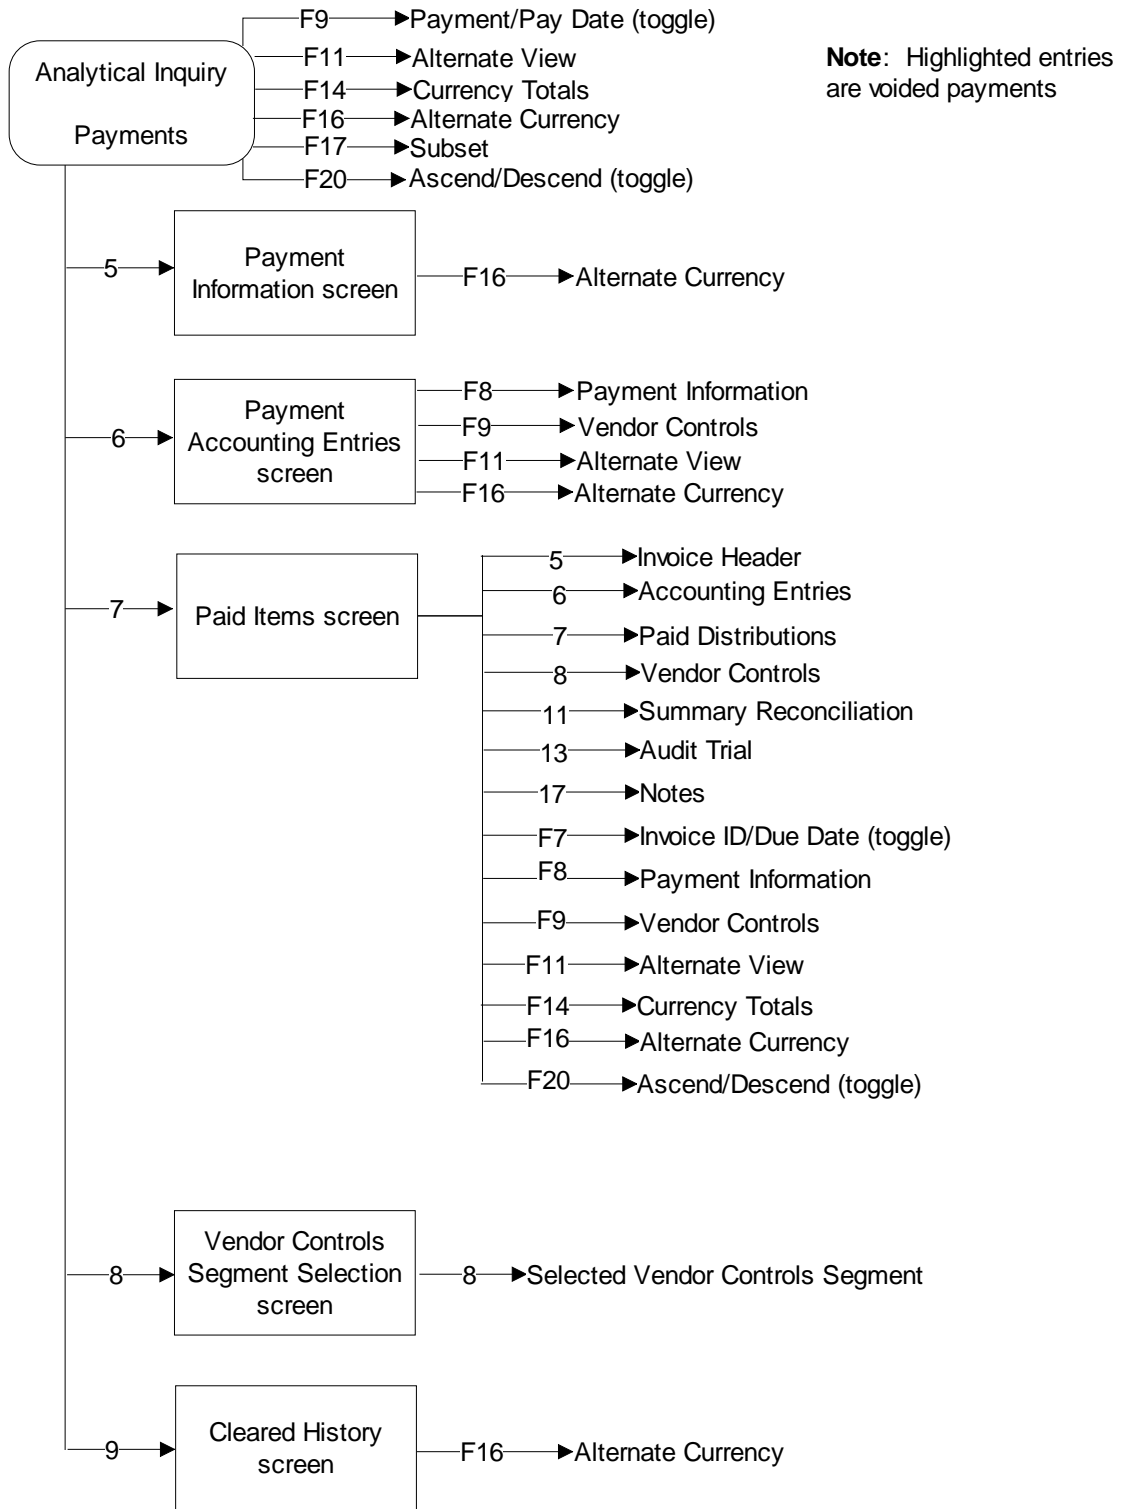 F9 Payment/Pay Date (toggle)
Analytical Inquiry
Payments
F11 Alternate View
F14 Currency Totals
F16 Alternate Currency
F17 Subset
F20 Ascend/Descend (toggle)
Note: Highlighted entries
are voided payments
5
Payment
Information screen
F16 Alternate Currency
6
Payment
Accounting Entries
screen
F8 Payment Information
F9 Vendor Controls
F11 Alternate View
F16 Alternate Currency
7
Paid Items screen
5 Invoice Header
6 Accounting Entries
7 Paid Distributions
8 Vendor Controls
11 Summary Reconciliation
13 Audit Trial
17 Notes
F7 Invoice ID/Due Date (toggle)
F8 Payment Information
F9 Vendor Controls
F11 Alternate View
F14 Currency Totals
F16 Alternate Currency
F20 Ascend/Descend (toggle)
8
Vendor Controls
Segment Selection
screen
8 Selected Vendor Controls Segment
9
Cleared History
screen
F16 Alternate Currency